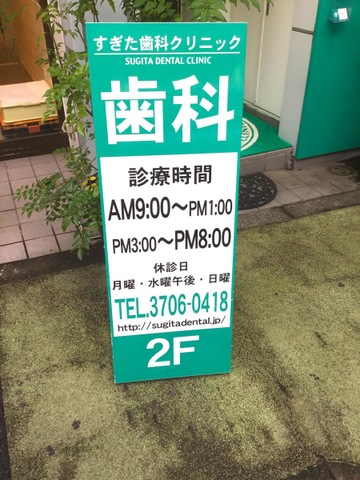 すぎた歯科クリニック
SUGITA DENTAL CLINIC
歯科
診療時間
AM9:00～PM1:00
PM3:00～PM8:00
休診日
月曜・水曜午後・日曜
TEL.3706-0418
http://sugitadental.jp/
2F